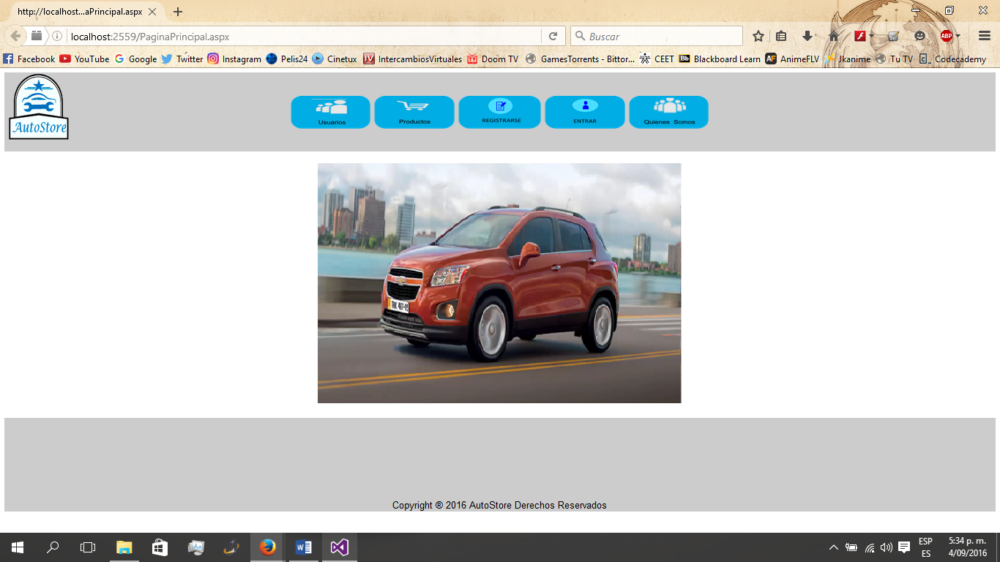 http://localhost...aPrincipal.aspx
localhost:2559/PaginaPrincipal.aspx
Buscar
ABP
Facebook YouTube Google Twitter Instagram Pelis24 Cinetux IntercambiosVirtuales Doom TV GamesTorrents - Bittor... CEET Blackboard Learn AnimeFLV Jkanime Tu TV Codecademy
AutoStore
Usuarios Productos REGISTRARSE ENTRAR Quienes Somos
Copyright ® 2016 AutoStore Derechos Reservados
ESP
ES
5:34 p. m.
4/09/2016